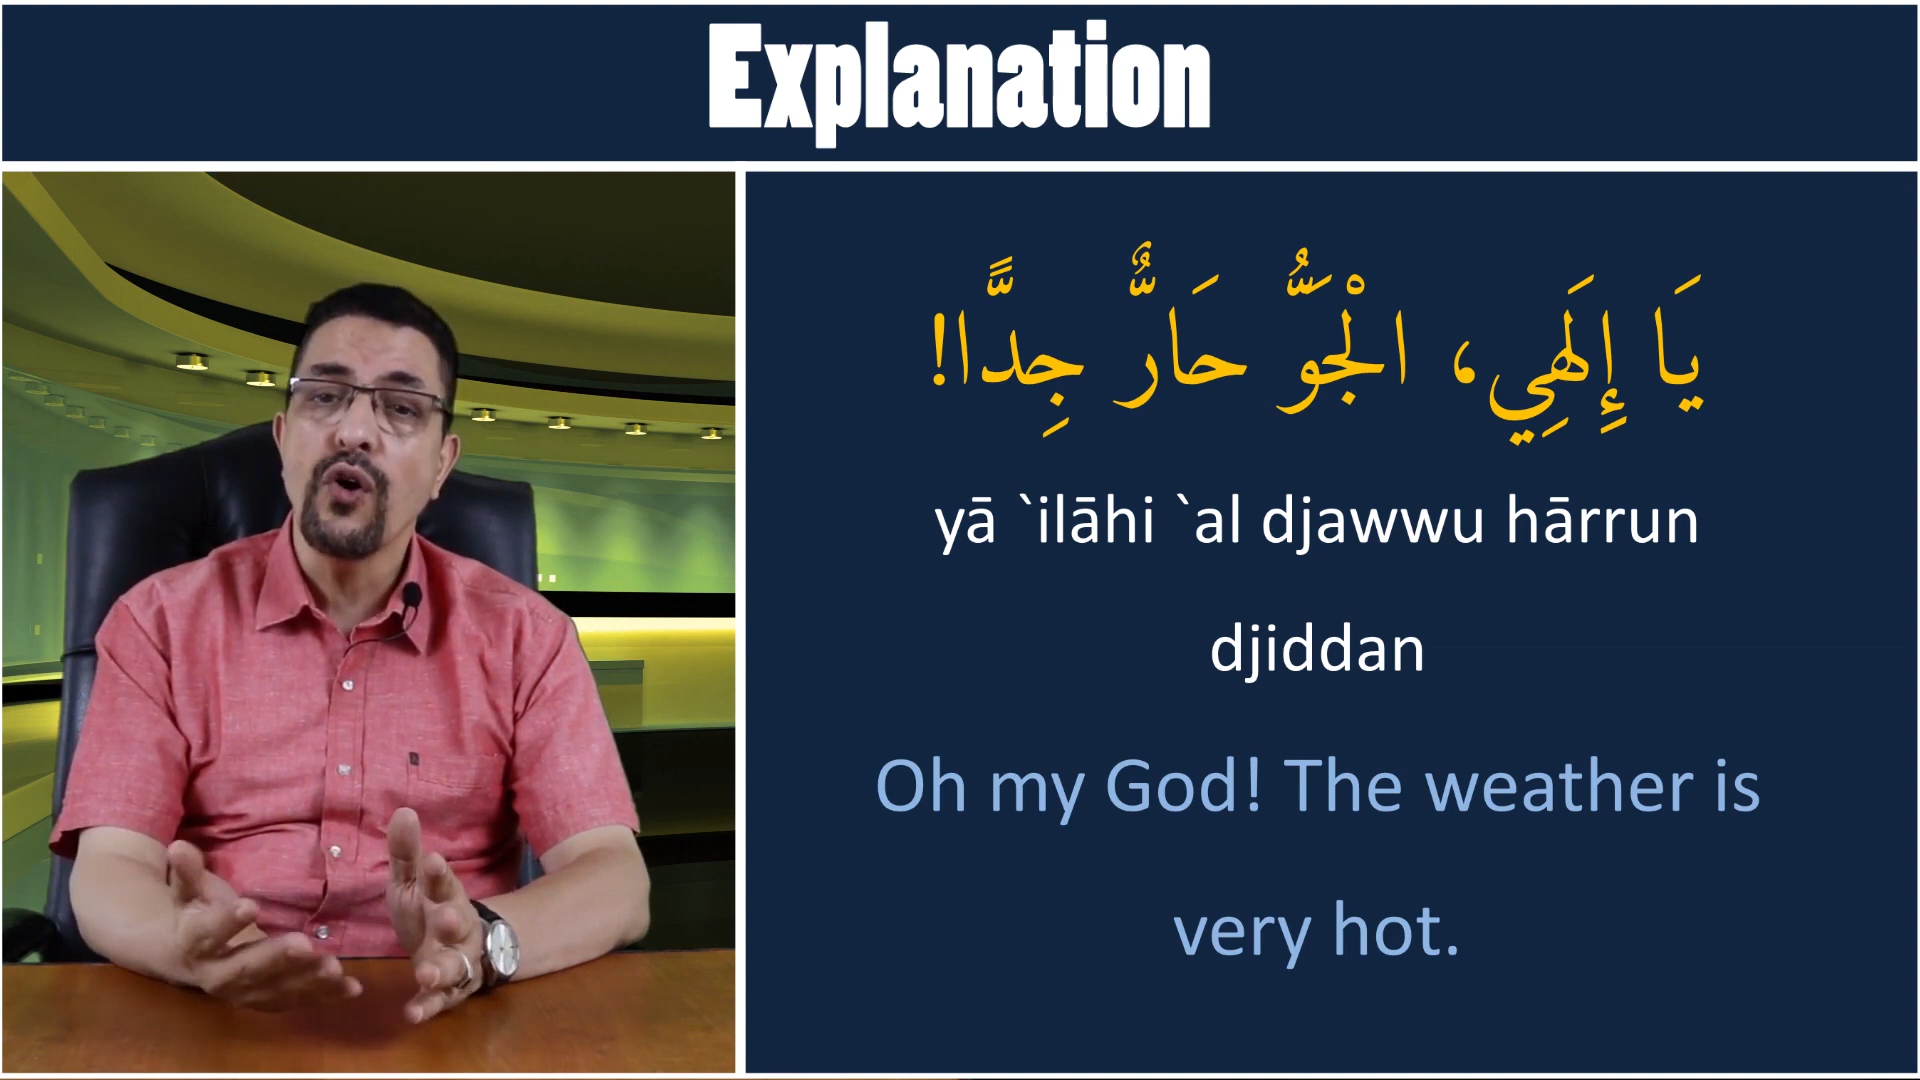 Explanation
يَا إِلَهِي، الْجَوُّ حَارٌّ جِدًّا!
yā `ilāhi `al djawwu hārrun
djiddan
Oh my God! The weather is
very hot.